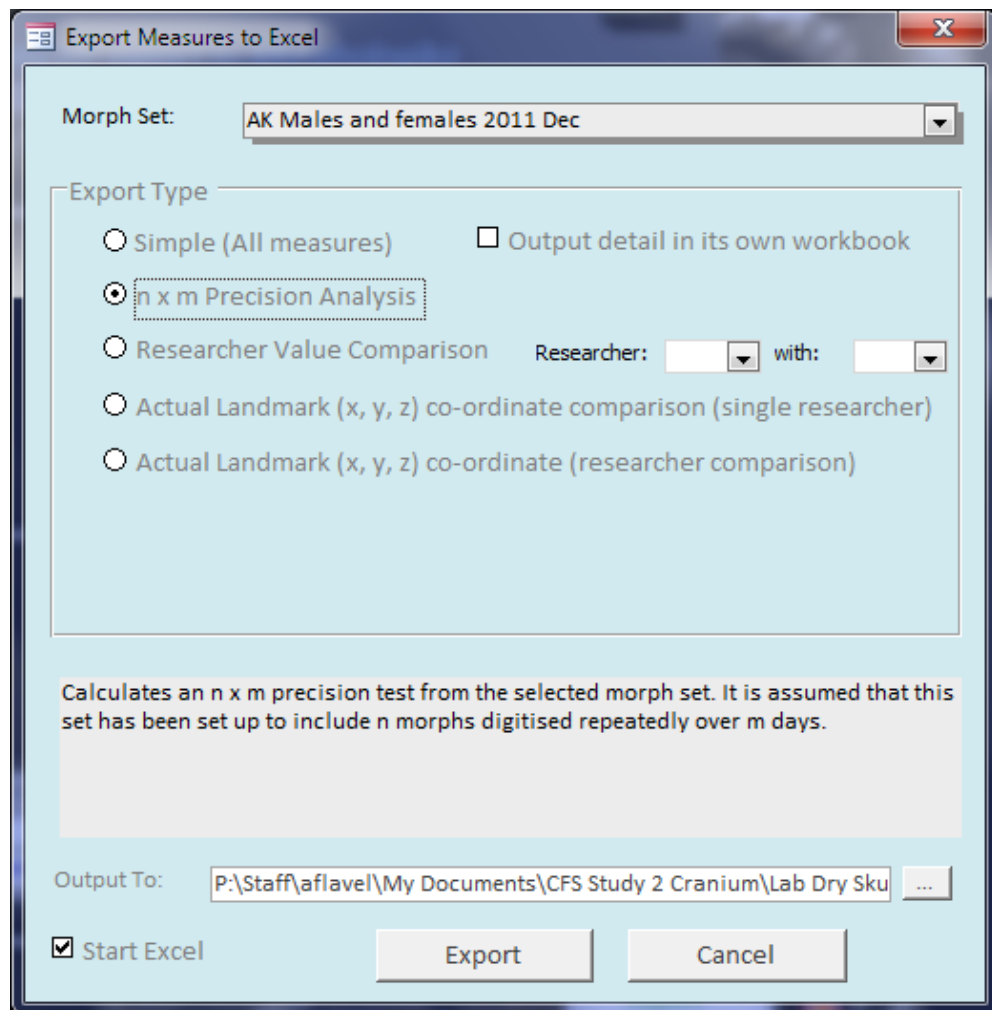 Export Measures to Excel
Morph Set: AK Males and females 2011 Dec
Export Type
Simple (All measures) Output detail in its own workbook
n x m Precision Analysis
Researcher Value Comparison Researcher: with:
Actual Landmark (x, y, z) co-ordinate comparison (single researcher)
Actual Landmark (x, y, z) co-ordinate (researcher comparison)
Calculates an n x m precision test from the selected morph set. It is assumed that this
set has been set up to include n morphs digitised repeatedly over m days.
Output To: P:\Staff\aflavel\My Documents\CFS Study 2 Cranium\Lab Dry Sku ...
Start Excel Export Cancel